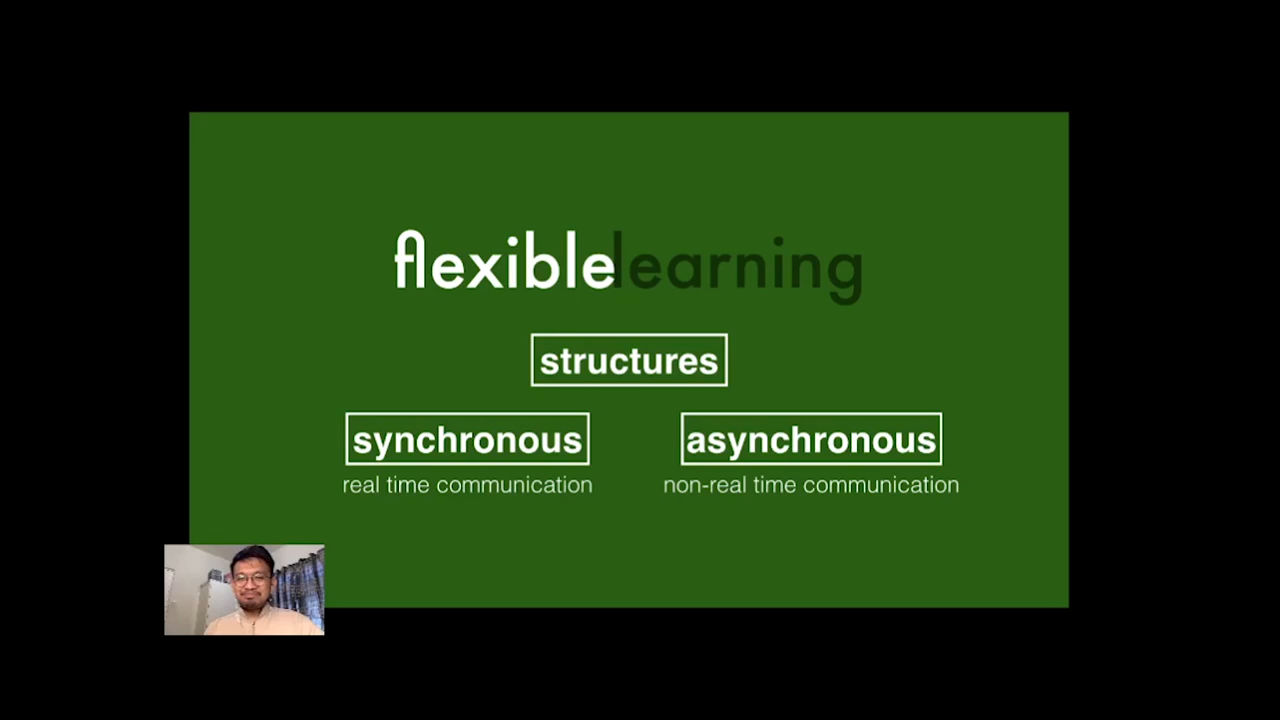 flexiblelearning
structures
synchronous asynchronous
real time communication non-real time communication